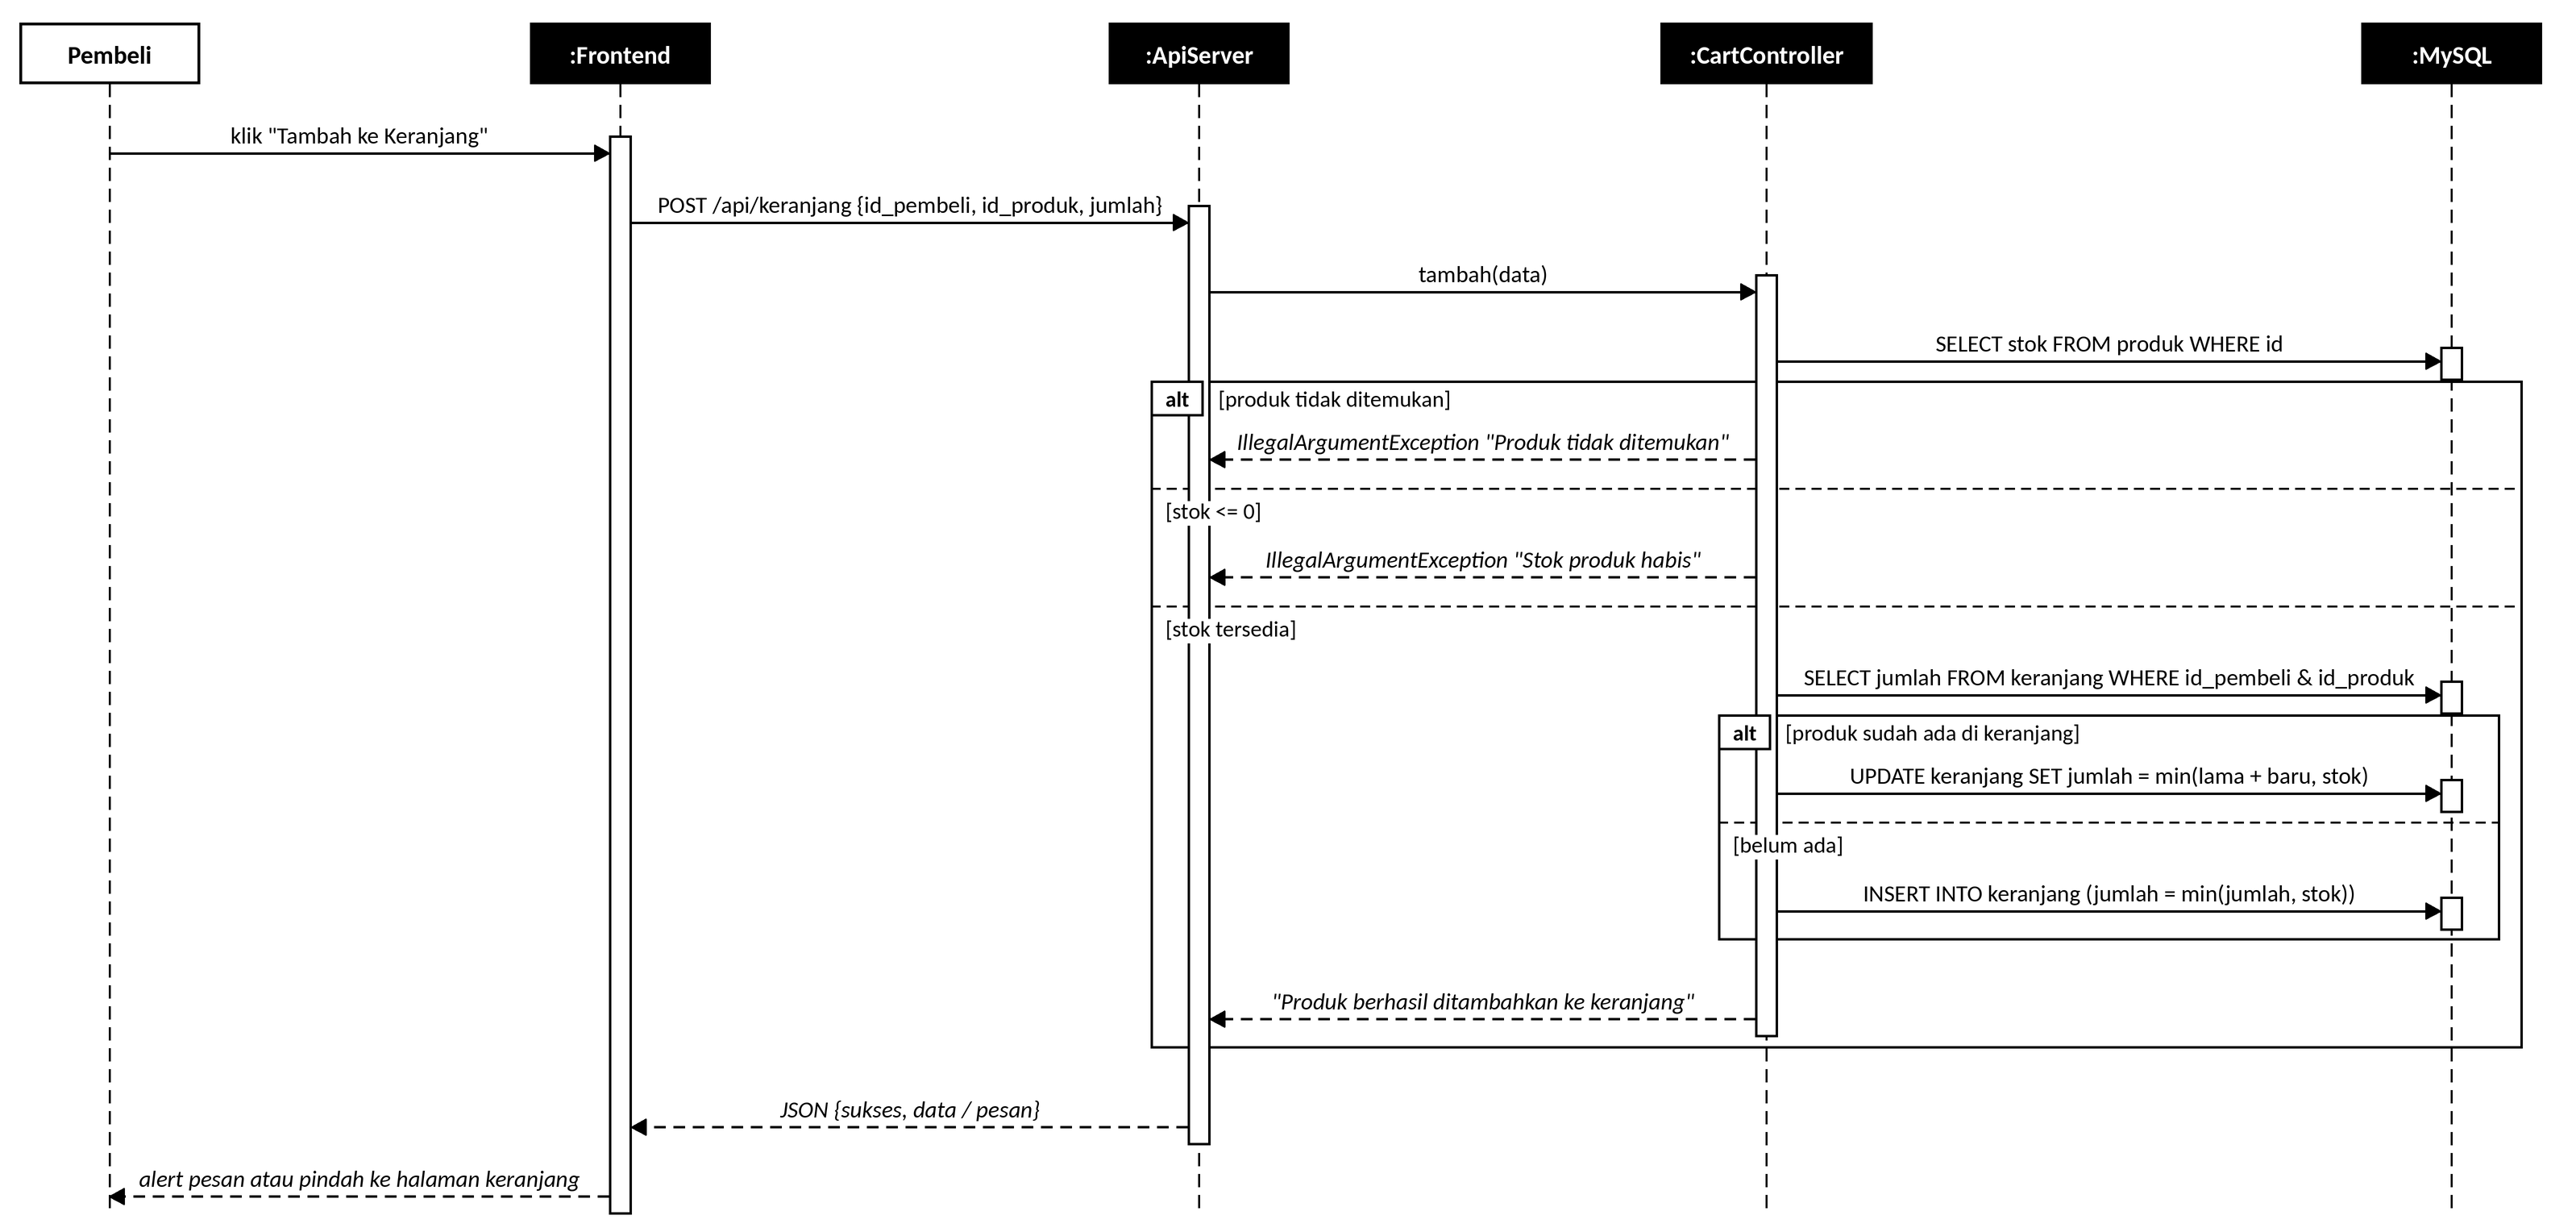 Pembeli
:Frontend
:ApiServer
:CartController
:MySQL
klik "Tambah ke Keranjang"
POST /api/keranjang {id_pembeli, id_produk, jumlah}
tambah(data)
SELECT stok FROM produk WHERE id
alt
[produk tidak ditemukan]
IllegalArgumentException "Produk tidak ditemukan"
[stok <= 0]
IllegalArgumentException "Stok produk habis"
[stok tersedia]
SELECT jumlah FROM keranjang WHERE id_pembeli & id_produk
alt
[produk sudah ada di keranjang]
UPDATE keranjang SET jumlah = min(lama + baru, stok)
[belum ada]
INSERT INTO keranjang (jumlah = min(jumlah, stok))
"Produk berhasil ditambahkan ke keranjang"
JSON {sukses, data / pesan}
alert pesan atau pindah ke halaman keranjang